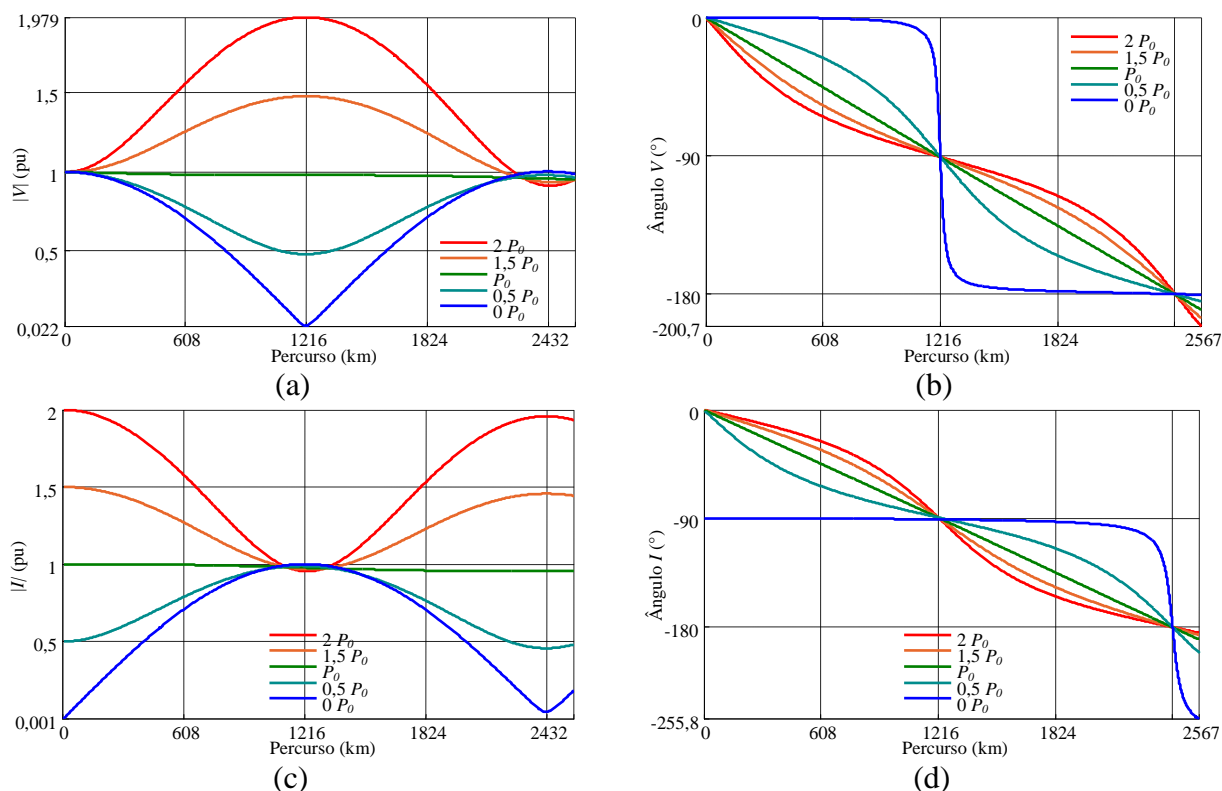 1,979
1,5
1
0,5
0,022
|V| (pu)
2 P₀
1,5 P₀
P₀
0,5 P₀
0 P₀
0 608 1216 1824 2432
Percurso (km)
(a)
0
-90
-180
-200,7
Ângulo V (°)
2 P₀
1,5 P₀
P₀
0,5 P₀
0 P₀
0 608 1216 1824 2567
Percurso (km)
(b)
2
1,5
1
0,5
0,001
|I/ (pu)
2 P₀
1,5 P₀
P₀
0,5 P₀
0 P₀
0 608 1216 1824 2432
Percurso (km)
(c)
0
-90
-180
-255,8
Ângulo I (°)
2 P₀
1,5 P₀
P₀
0,5 P₀
0 P₀
0 608 1216 1824 2567
Percurso (km)
(d)